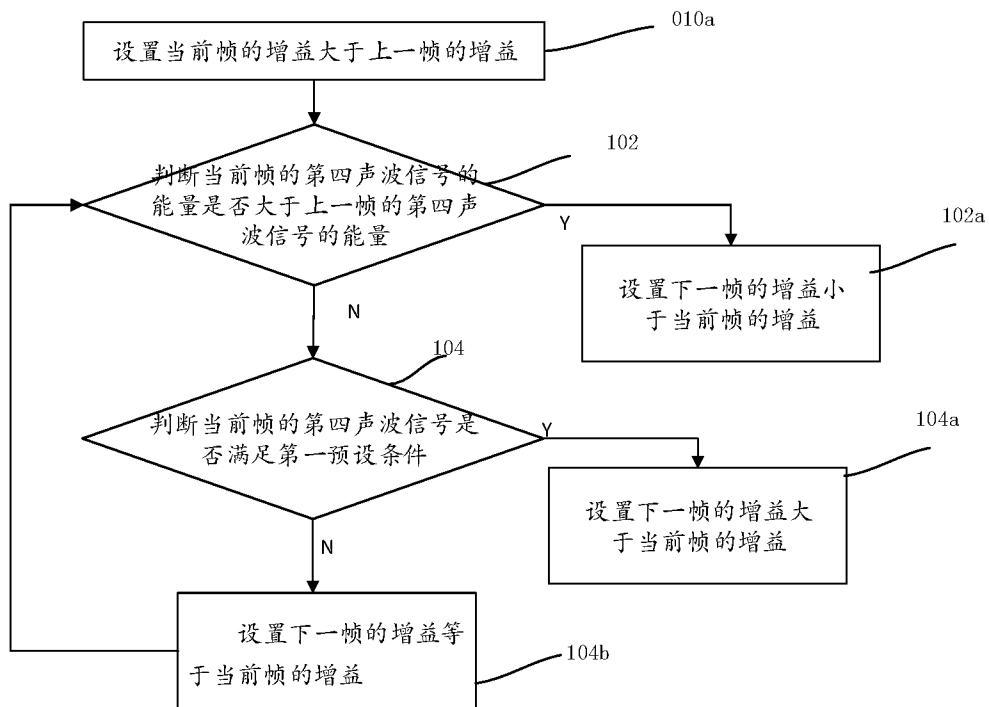 010a
设置当前帧的增益大于上一帧的增益
102
判断当前帧的第四声波信号的
能量是否大于上一帧的第四声
波信号的能量
Y
102a
设置下一帧的增益小
于当前帧的增益
N
104
判断当前帧的第四声波信号是
否满足第一预设条件
Y
104a
设置下一帧的增益大
于当前帧的增益
N
设置下一帧的增益等
于当前帧的增益
104b